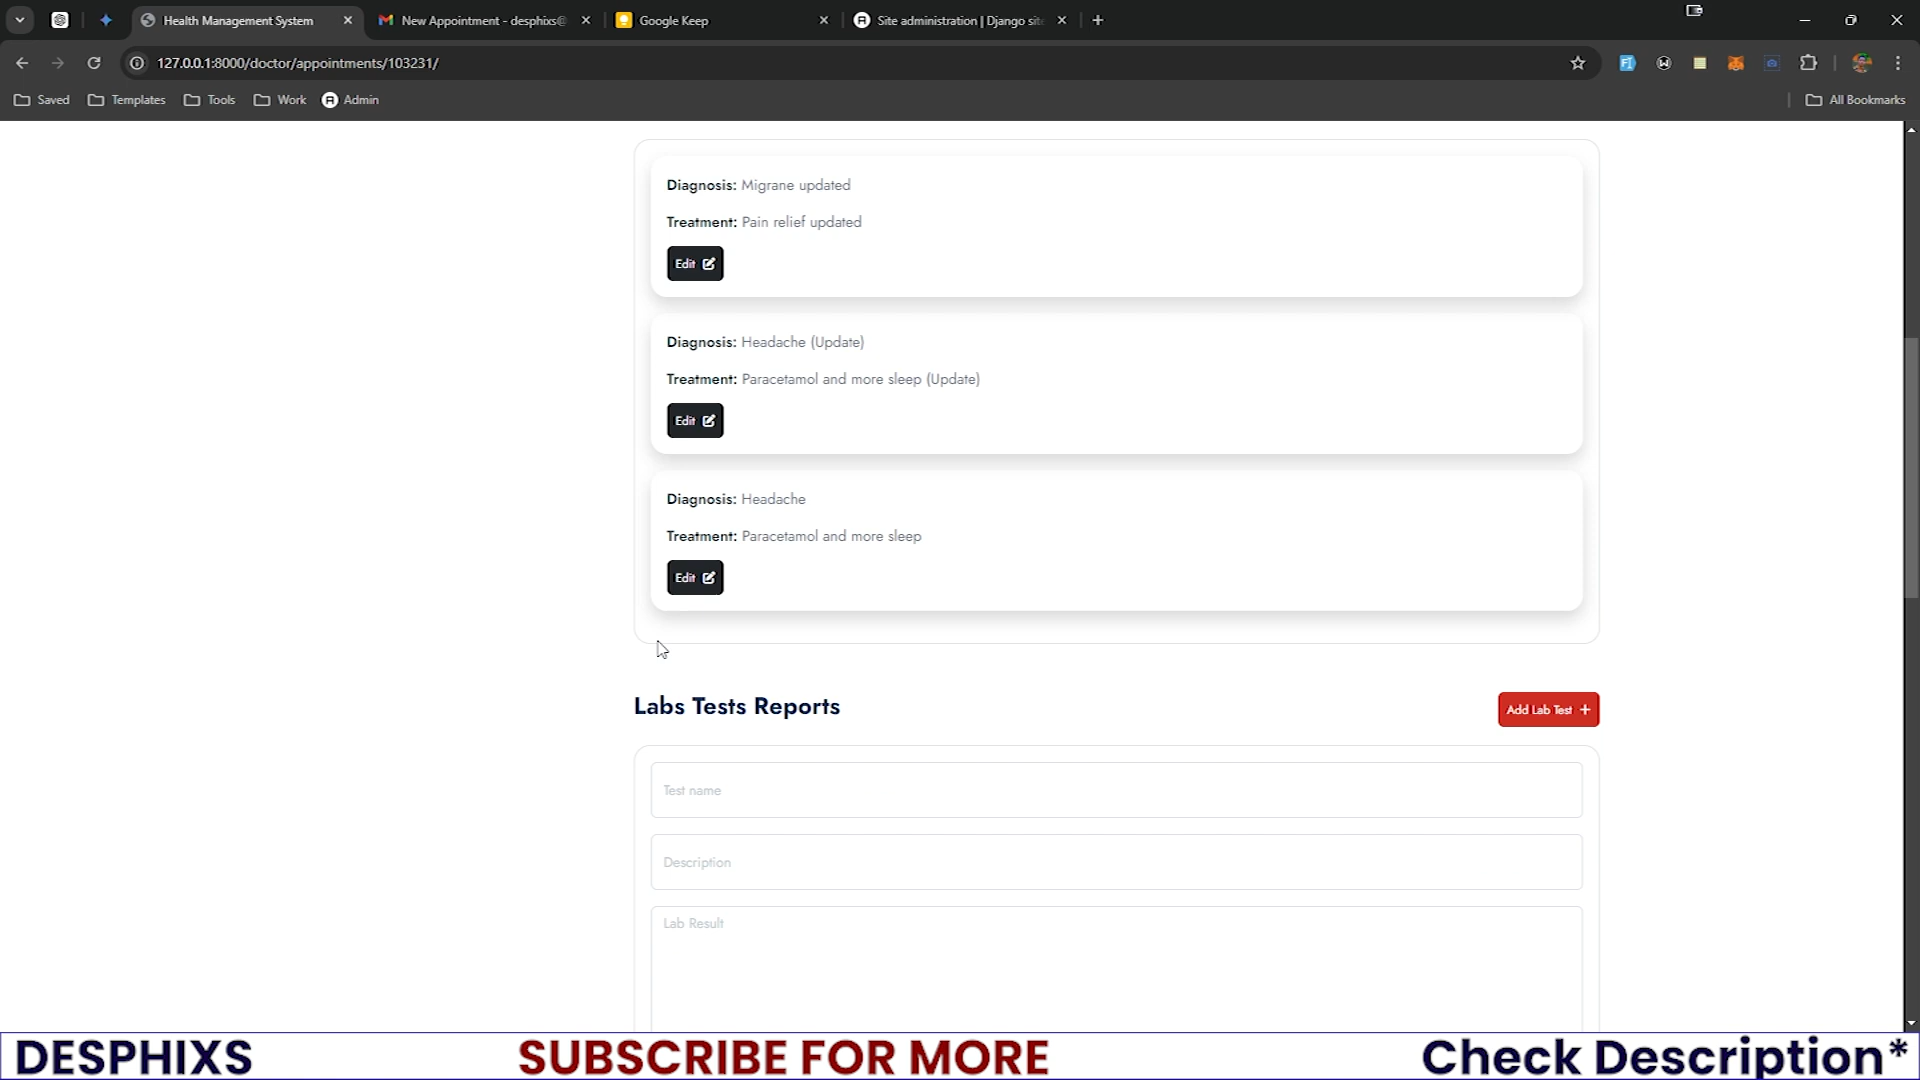 Health Management System
New Appointment - desphixs@
Google Keep
Site administration | Django site
127.0.0.1:8000/doctor/appointments/103231/
Saved
Templates
Tools
Work
Admin
All Bookmarks
Diagnosis: Migrane updated
Treatment: Pain relief updated
Edit
Diagnosis: Headache (Update)
Treatment: Paracetamol and more sleep (Update)
Edit
Diagnosis: Headache
Treatment: Paracetamol and more sleep
Edit
Labs Tests Reports
Add Lab Test +
Test name
Description
Lab Result
DESPHIXS
SUBSCRIBE FOR MORE
Check Description*